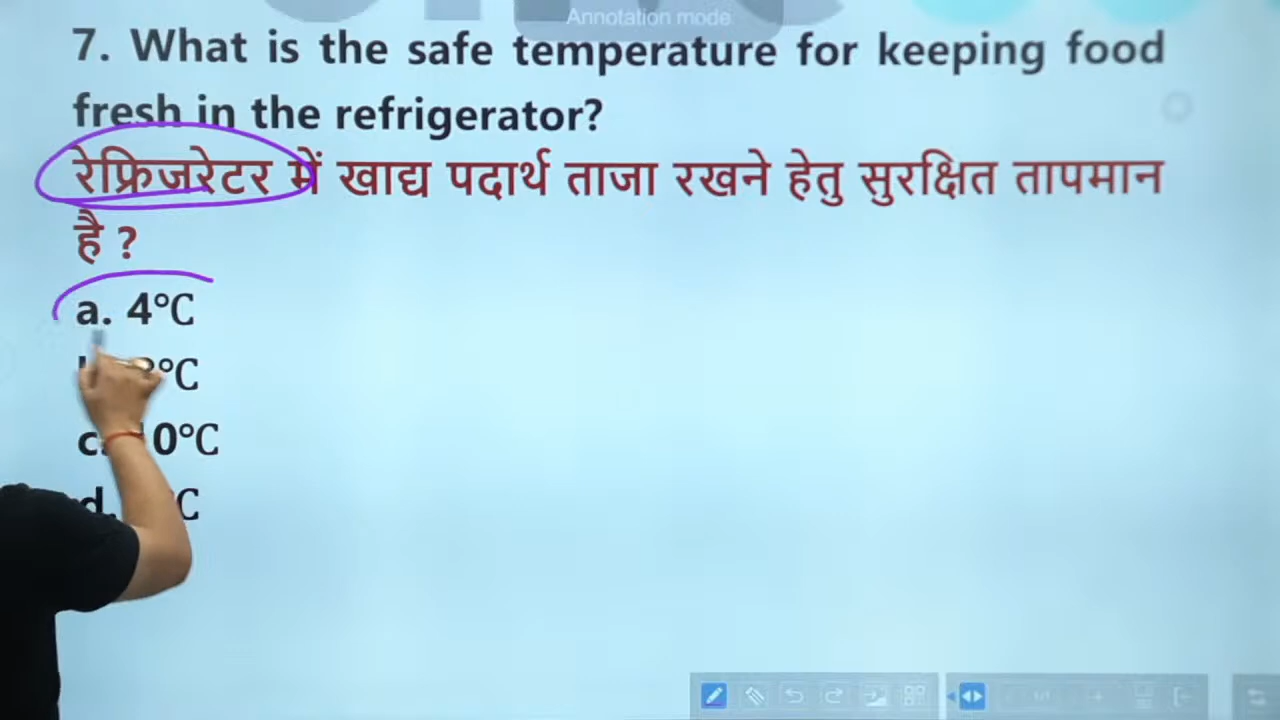 Annotation mode
7. What is the safe temperature for keeping food
fresh in the refrigerator?
रेफ्रिजरेटर में खाद्य पदार्थ ताजा रखने हेतु सुरक्षित तापमान
है ?
a. 4°C
°C
c. 0°C
d. C